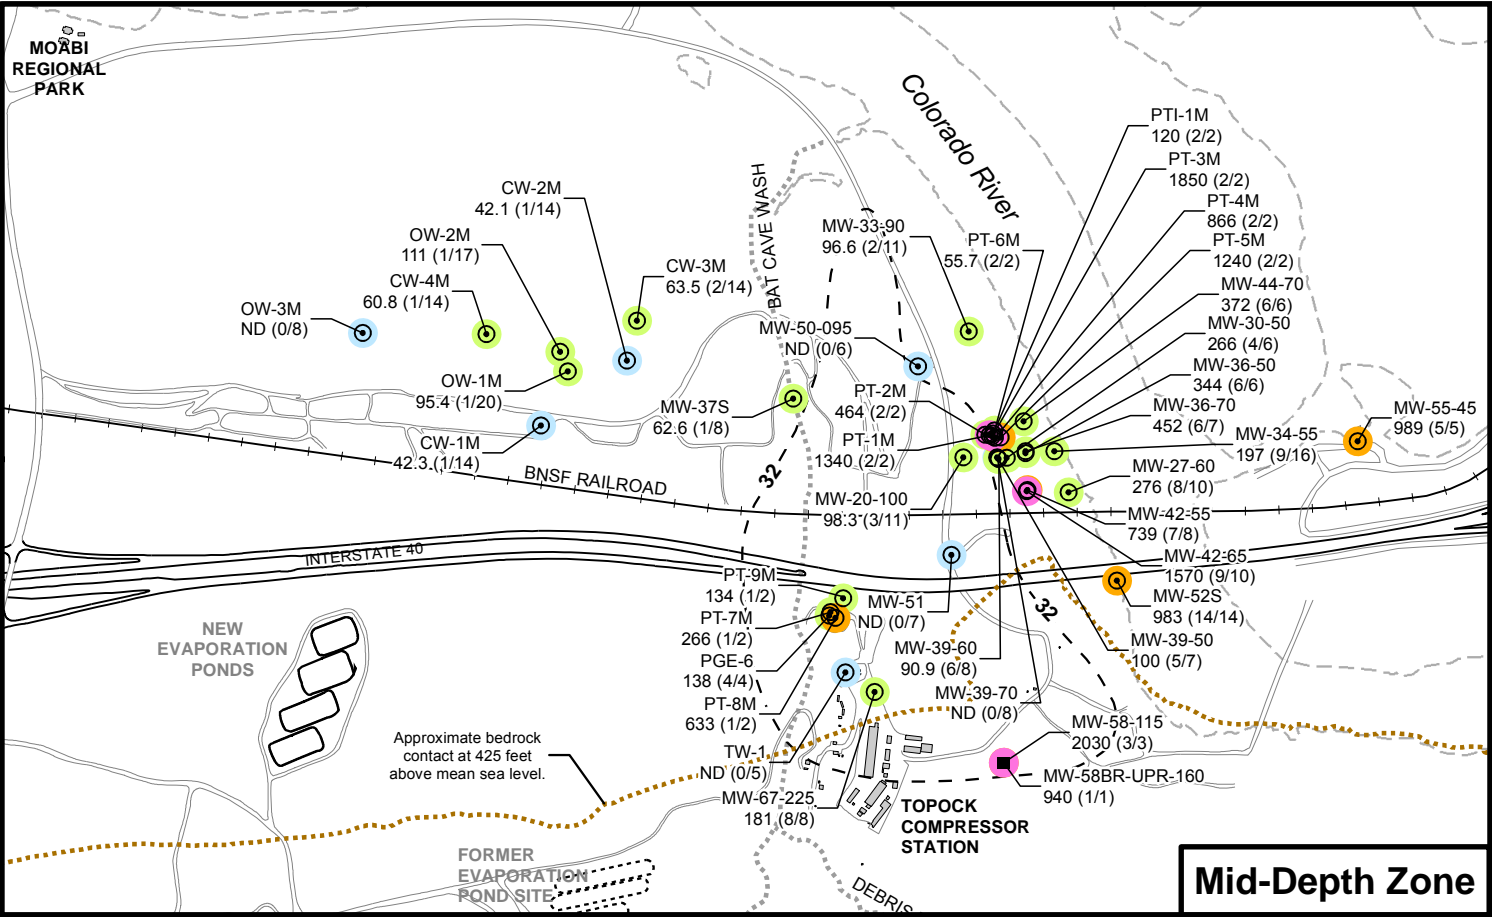 MOABI
REGIONAL
PARK
Colorado River
PTI-1M
120 (2/2)
PT-3M
1850 (2/2)
PT-4M
866 (2/2)
PT-5M
1240 (2/2)
MW-44-70
372 (6/6)
MW-30-50
266 (4/6)
MW-36-50
344 (6/6)
MW-36-70
452 (6/7)
MW-34-55
197 (9/16)
MW-55-45
989 (5/5)
MW-27-60
276 (8/10)
MW-42-55
739 (7/8)
MW-42-65
1570 (9/10)
MW-52S
983 (14/14)
MW-39-50
100 (5/7)
CW-2M
42.1 (1/14)
OW-2M
111 (1/17)
CW-4M
60.8 (1/14)
OW-3M
ND (0/8)
CW-3M
63.5 (2/14)
BAT CAVE WASH
MW-33-90
96.6 (2/11)
PT-6M
55.7 (2/2)
MW-50-095
ND (0/6)
PT-2M
464 (2/2)
PT-1M
1340 (2/2)
OW-1M
95.4 (1/20)
MW-37S
62.6 (1/8)
CW-1M
42.3 (1/14)
BNSF RAILROAD
32
MW-20-100
98.3 (3/11)
INTERSTATE 40
PT-9M
134 (1/2)
PT-7M
266 (1/2)
PGE-6
138 (4/4)
PT-8M
633 (1/2)
TW-1
ND (0/5)
MW-67-225
181 (8/8)
MW-51
ND (0/7)
MW-39-60
90.9 (6/8)
MW-39-70
ND (0/8)
32
MW-58-115
2030 (3/3)
MW-58BR-UPR-160
940 (1/1)
NEW
EVAPORATION
PONDS
Approximate bedrock
contact at 425 feet
above mean sea level.
TOPOCK
COMPRESSOR
STATION
FORMER
EVAPORATION
POND SITE
DEBRIS
Mid-Depth Zone